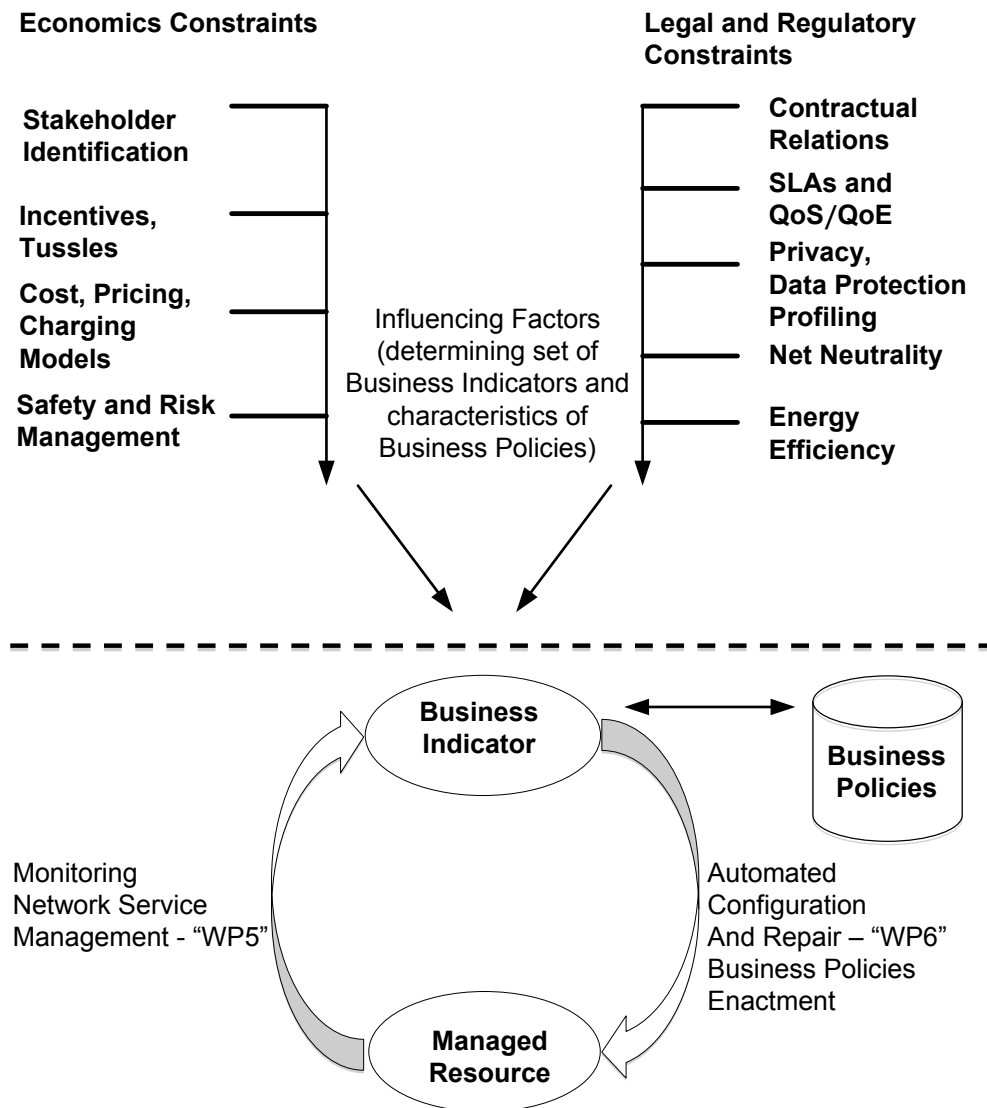 Economics Constraints
Stakeholder
Identification
Incentives,
Tussles
Cost, Pricing,
Charging
Models
Safety and Risk
Management
Influencing Factors
(determining set of
Business Indicators and
characteristics of
Business Policies)
Legal and Regulatory
Constraints
Contractual
Relations
SLAs and
QoS/QoE
Privacy,
Data Protection
Profiling
Net Neutrality
Energy
Efficiency
Business
Indicator
Business
Policies
Monitoring
Network Service
Management - “WP5”
Automated
Configuration
And Repair – “WP6”
Business Policies
Enactment
Managed
Resource